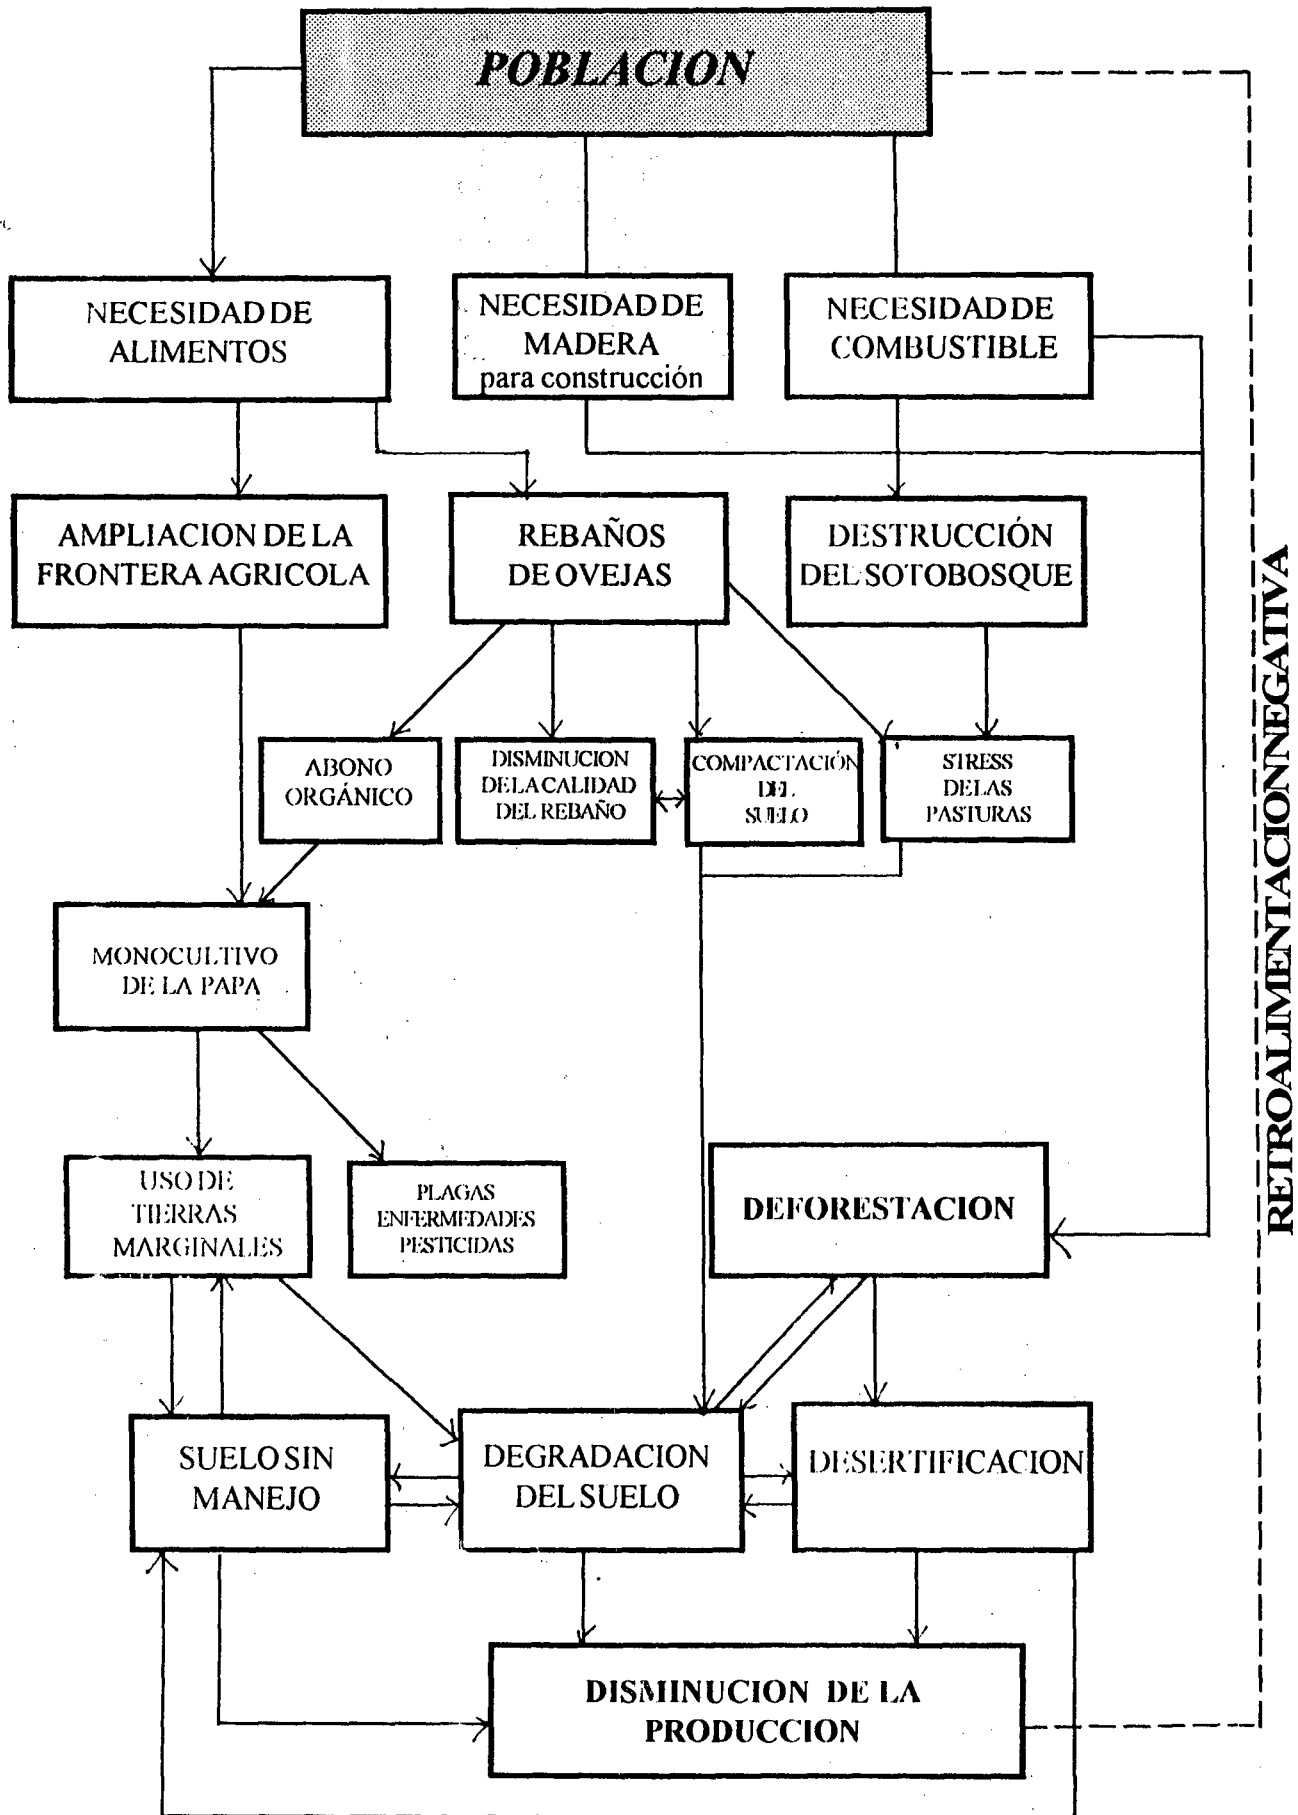 POBLACION
NECESIDAD DE
ALIMENTOS
NECESIDAD DE
MADERA
para construcción
NECESIDAD DE
COMBUSTIBLE
AMPLIACION DE LA
FRONTERA AGRICOLA
REBAÑOS
DE OVEJAS
DESTRUCCIÓN
DEL SOTOBOSQUE
ABONO
ORGÁNICO
DISMINUCION
DE LA CALIDAD
DEL REBAÑO
COMPACTACIÓN
DEL
SUELO
STRESS
DE LAS
PASTURAS
MONOCULTIVO
DE LA PAPA
USO DE
TIERRAS
MARGINALES
PLAGAS
ENFERMEDADES
PESTICIDAS
DEFORESTACION
SUELO SIN
MANEJO
DEGRADACION
DEL SUELO
DESERTIFICACION
DISMINUCION DE LA
PRODUCCION
RETROALIMENTACION NEGATIVA